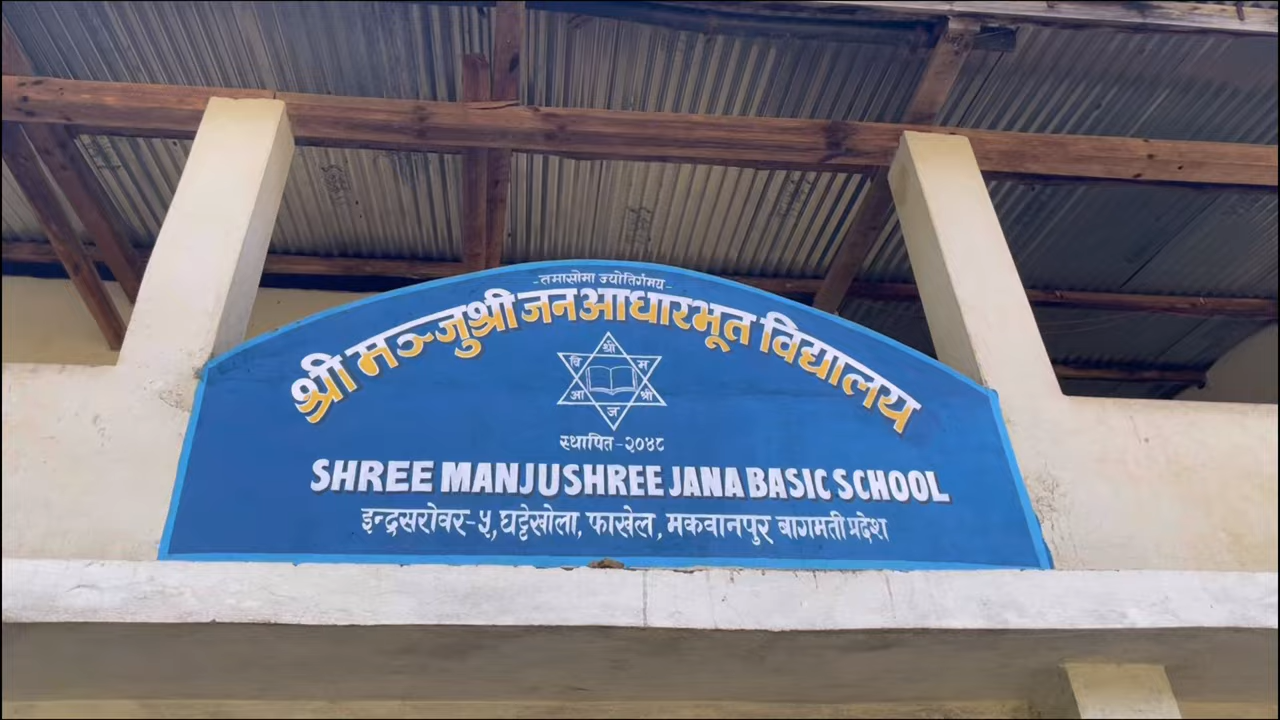 -तमासोमा ज्योतिर्गमय-
श्री मञ्जुश्री जन आधारभूत विद्यालय
श्री
वि म
आ श्री
ज
स्थापित -२०४८
SHREE MANJUSHREE JANA BASIC SCHOOL
इन्द्रसरोवर-५, घट्टेखोला, फाखेल, मकवानपुर बागमती प्रदेश